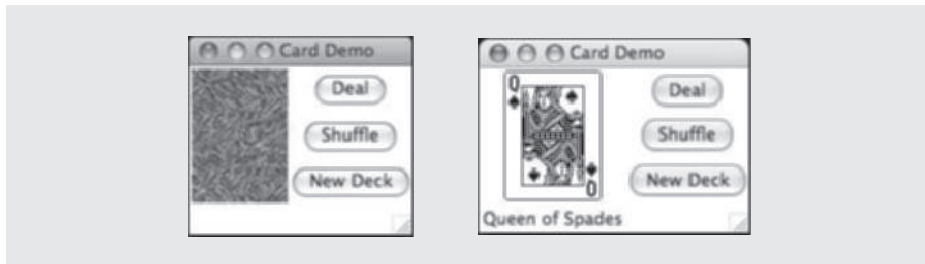 Card Demo
Deal
Shuffle
New Deck
Card Demo
Q
Deal
Shuffle
New Deck
Q
Queen of Spades